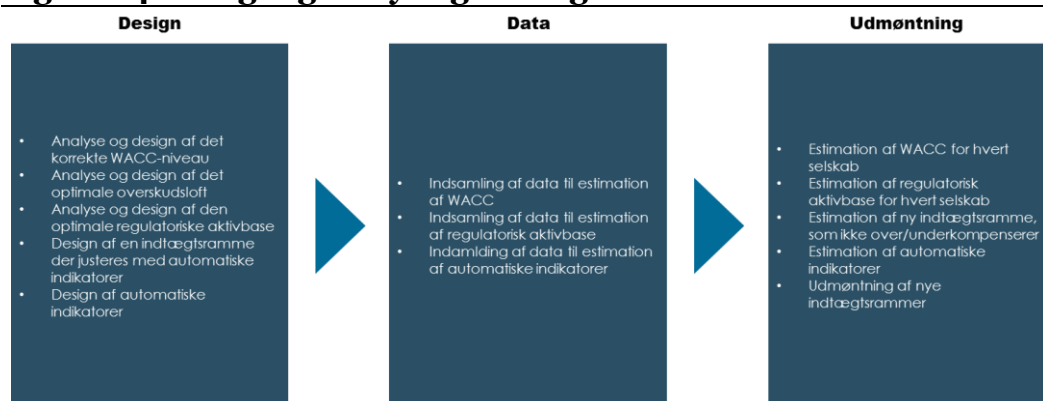 Design
• Analyse og design af det
korrekte WACC-niveau
• Analyse og design af det
optimale overskudsloft
• Analyse og design af den
optimale regulatoriske aktivbase
• Design af en indtægtsramme
der justeres med automatiske
indikatorer
• Design af automatiske
indikatorer
Data
• Indsamling af data til estimation
af WACC
• Indsamling af data til estimation
af regulatorisk aktivbase
• Indamlding af data til estimation
af automatiske indikatorer
Udmøntning
• Estimation af WACC for hvert
selskab
• Estimation af regulatorisk
aktivbase for hvert selskab
• Estimation af ny indtægtsramme,
som ikke over/underkompenserer
• Estimation af automatiske
indikatorer
• Udmøntning af nye
indtægtsrammer